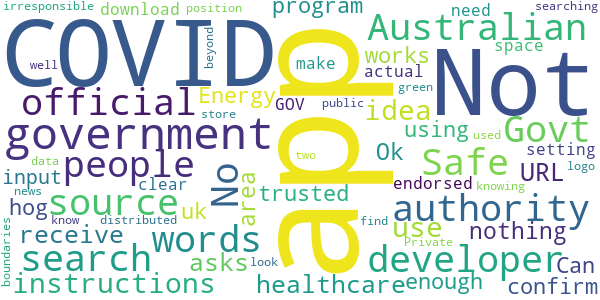 irresponsible download position program need searching
COVID app Australian Not
well beyond make works space
actual
official Energy GOV public idea green
store using Govt
government people No Ok Safe setting
two used
input data clear source uk area trusted endorsed URL logo
news hog know distributed knowing
receive words asks find use authority nothing
boundaries search look Private developer Can
instructions healthcare enough confirm